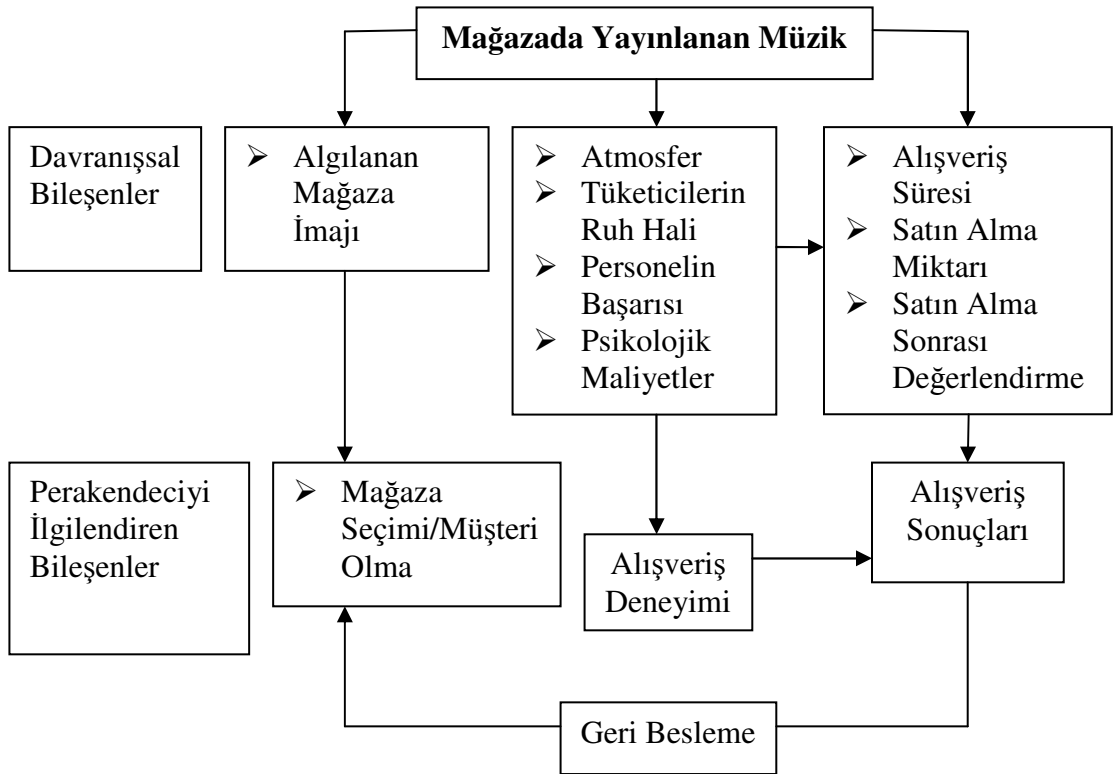 Mağazada Yayınlanan Müzik
Davranışsal
Bileşenler
➢ Algılanan
Mağaza
İmajı
➢ Atmosfer
➢ Tüketicilerin
Ruh Hali
➢ Personelin
Başarısı
➢ Psikolojik
Maliyetler
➢ Alışveriş
Süresi
➢ Satın Alma
Miktarı
➢ Satın Alma
Sonrası
Değerlendirme
Perakendeciyi
İlgilendiren
Bileşenler
➢ Mağaza
Seçimi/Müşteri
Olma
Alışveriş
Deneyimi
Alışveriş
Sonuçları
Geri Besleme